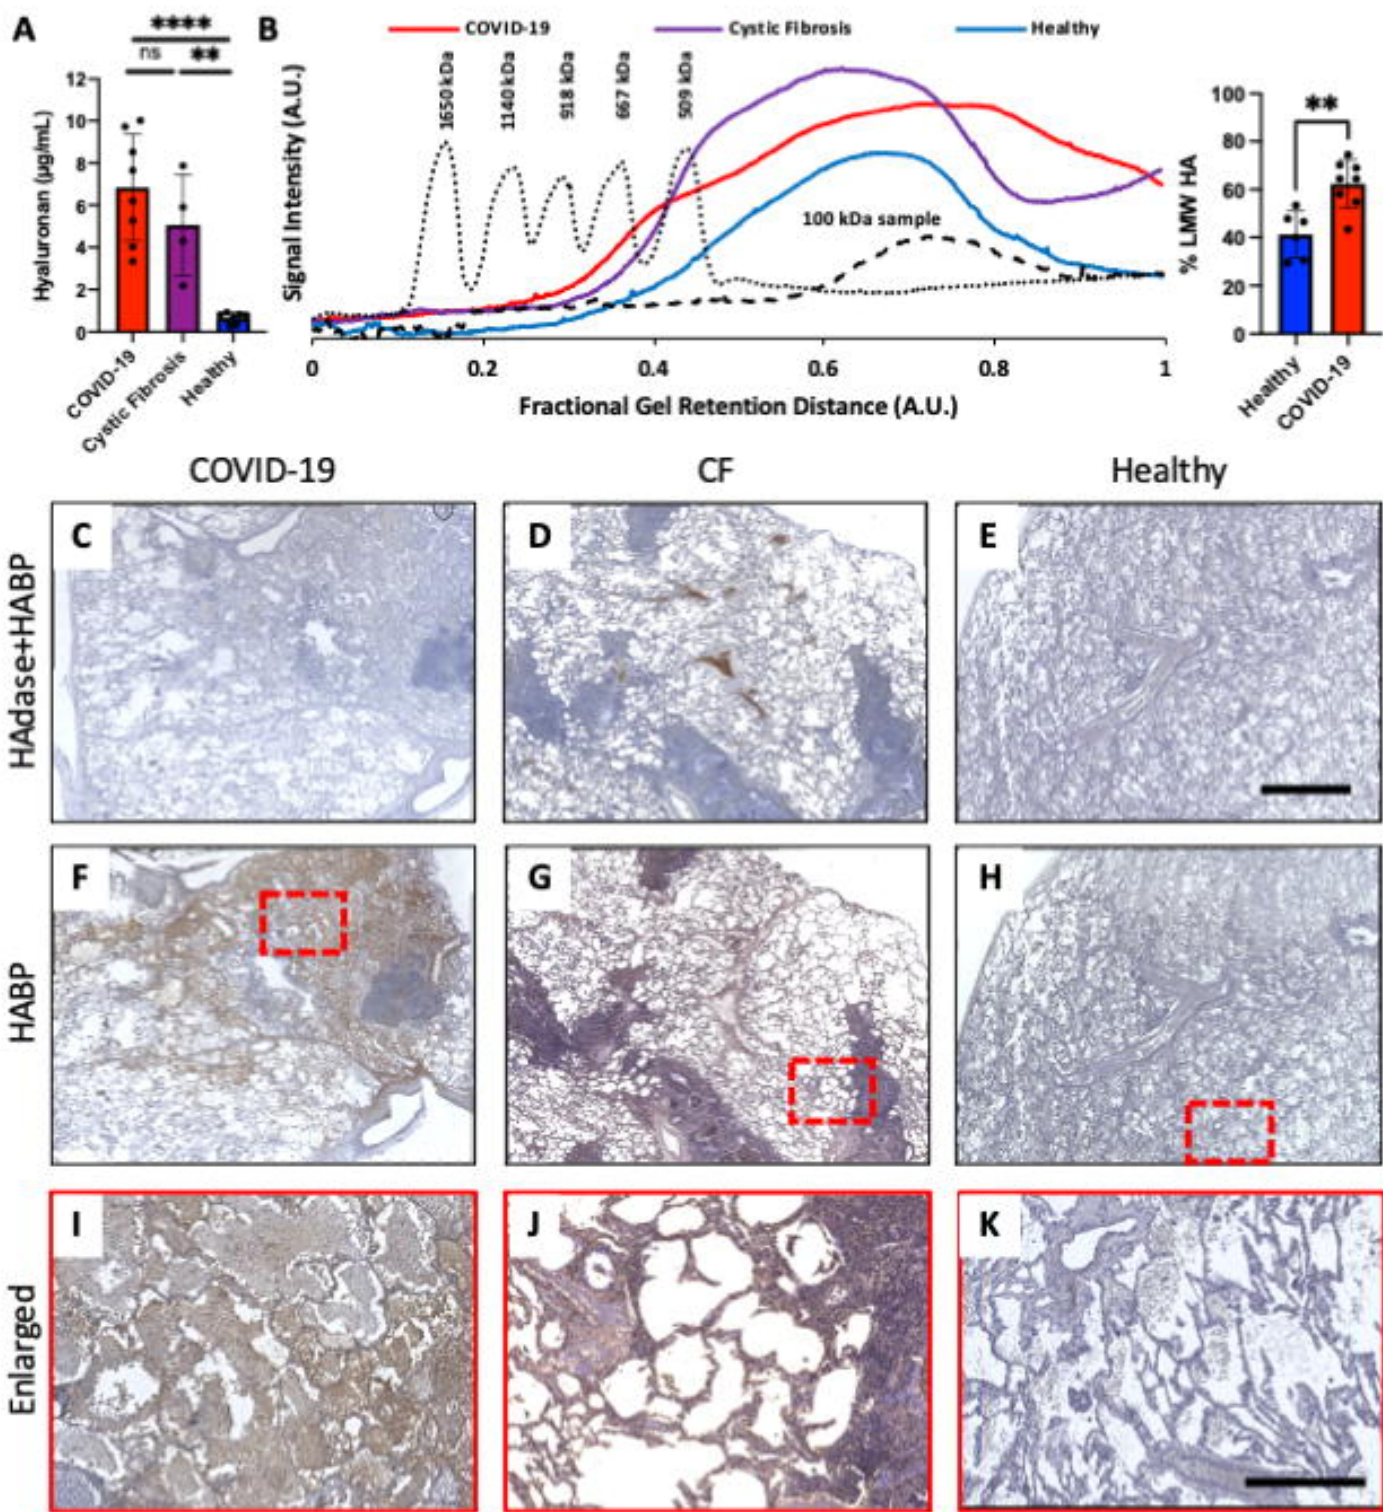 A
****
ns
**
Hyaluronan (µg/mL)
12
10
8
6
4
2
0
COVID-19
Cystic Fibrosis
Healthy
B
COVID-19
Cystic Fibrosis
Healthy
1650 kDa
1140 kDa
918 kDa
667 kDa
509 kDa
100 kDa sample
Signal Intensity (A.U.)
0
0.2
0.4
0.6
0.8
1
Fractional Gel Retention Distance (A.U.)
**
% LMW HA
100
80
60
40
20
0
Healthy
COVID-19
COVID-19
CF
Healthy
HAdase+HABP
C
D
E
HABP
F
G
H
Enlarged
I
J
K